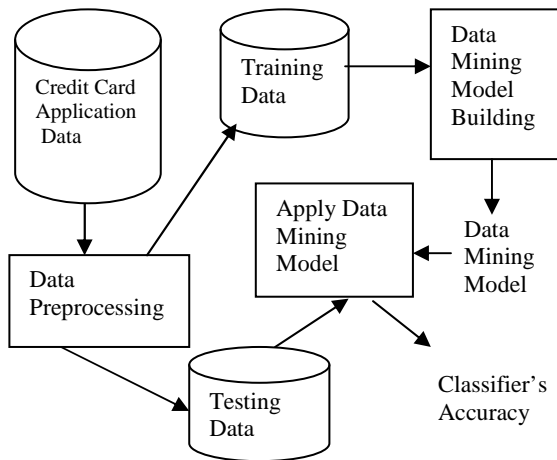 Credit Card
Application
Data
Training
Data
Data
Mining
Model
Building
Apply Data
Mining
Model
Data
Mining
Model
Data
Preprocessing
Testing
Data
Classifier's
Accuracy